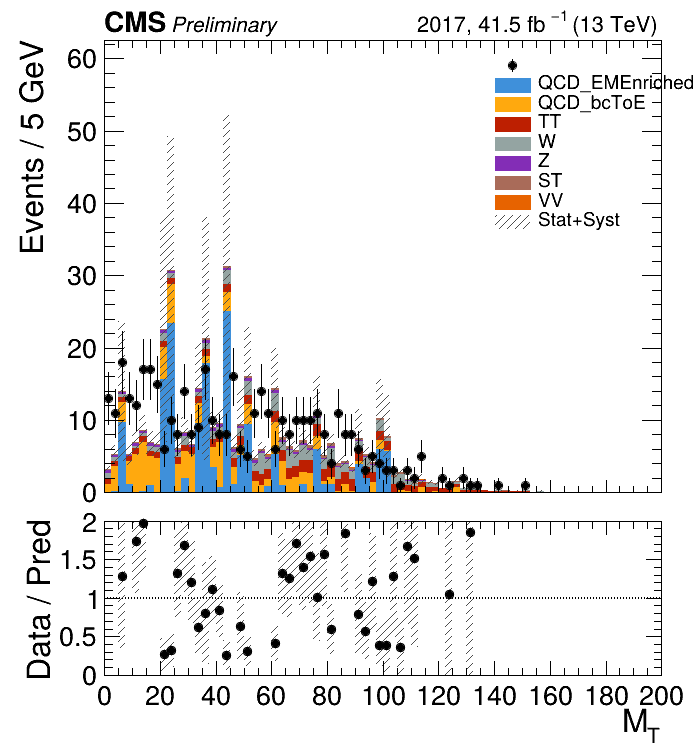 CMS Preliminary 2017, 41.5 fb⁻¹ (13 TeV)
Events / 5 GeV
60
50
40
30
20
10
0
QCD_EMEnriched
QCD_bcToE
TT
W
Z
ST
VV
Stat+Syst
Data / Pred
2
1.5
1
0.5
0
0 20 40 60 80 100 120 140 160 180 200
M_T